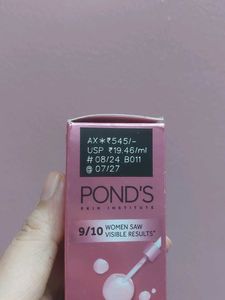 AX*₹545/-
USP ₹19.46/ml
# 08/24 B011
@ 07/27
POND'S
SKIN INSTITUTE
9/10 WOMEN SAW
VISIBLE RESULTS*